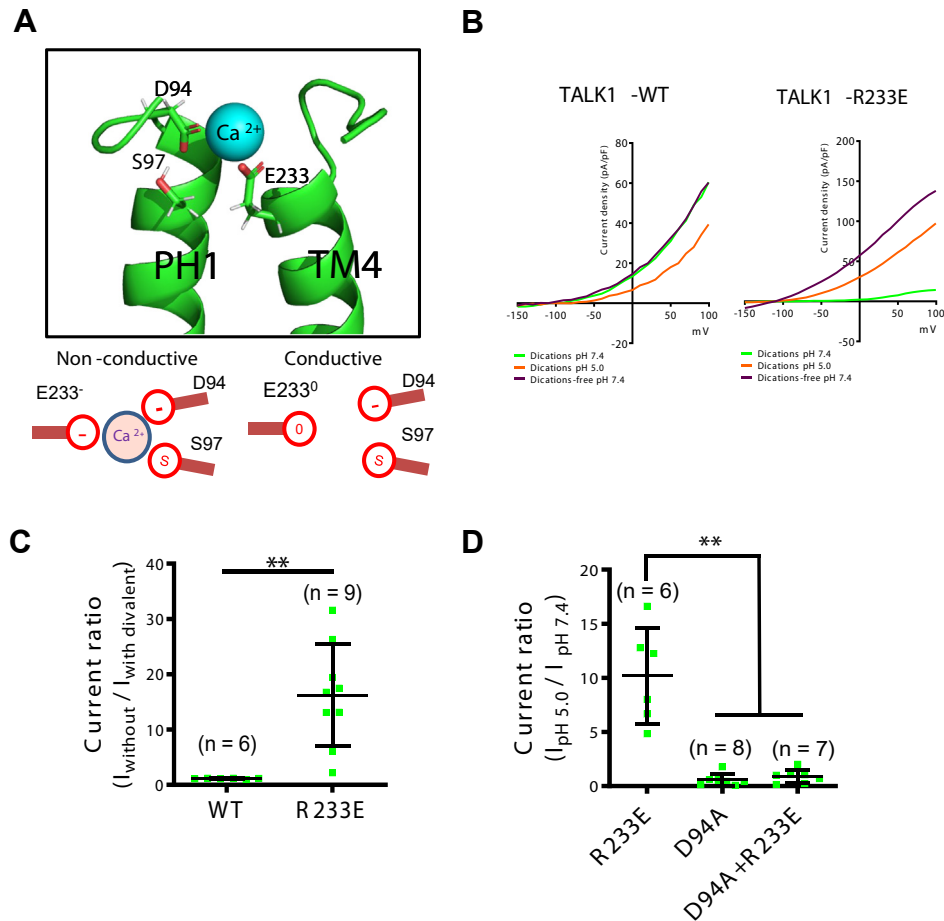 A
D94
Ca 2+
S97
E233
PH1
TM4
Non -conductive
Conductive
E233-
D94
-
-
Ca 2+
S97
S
E2330
D94
0
-
S97
S
B
TALK1 -WT
TALK1 -R233E
Current density (pA/pF)
80
60
40
20
-20
-150
-100
-50
0
50
100
mV
Dications pH 7.4
Dications pH 5.0
Dications-free pH 7.4
Current density (pA/pF)
200
150
100
50
-50
-150
-100
-50
0
50
100
mV
Dications pH 7.4
Dications pH 5.0
Dications-free pH 7.4
C
Current ratio
(Iwithout / Iwith divalent)
40
30
20
10
0
**
(n = 9)
(n = 6)
WT
R233E
D
Current ratio
(IpH 5.0 / I pH 7.4)
20
15
10
5
0
**
(n = 6)
(n = 8)
(n = 7)
R233E
D94A
D94A +R233E